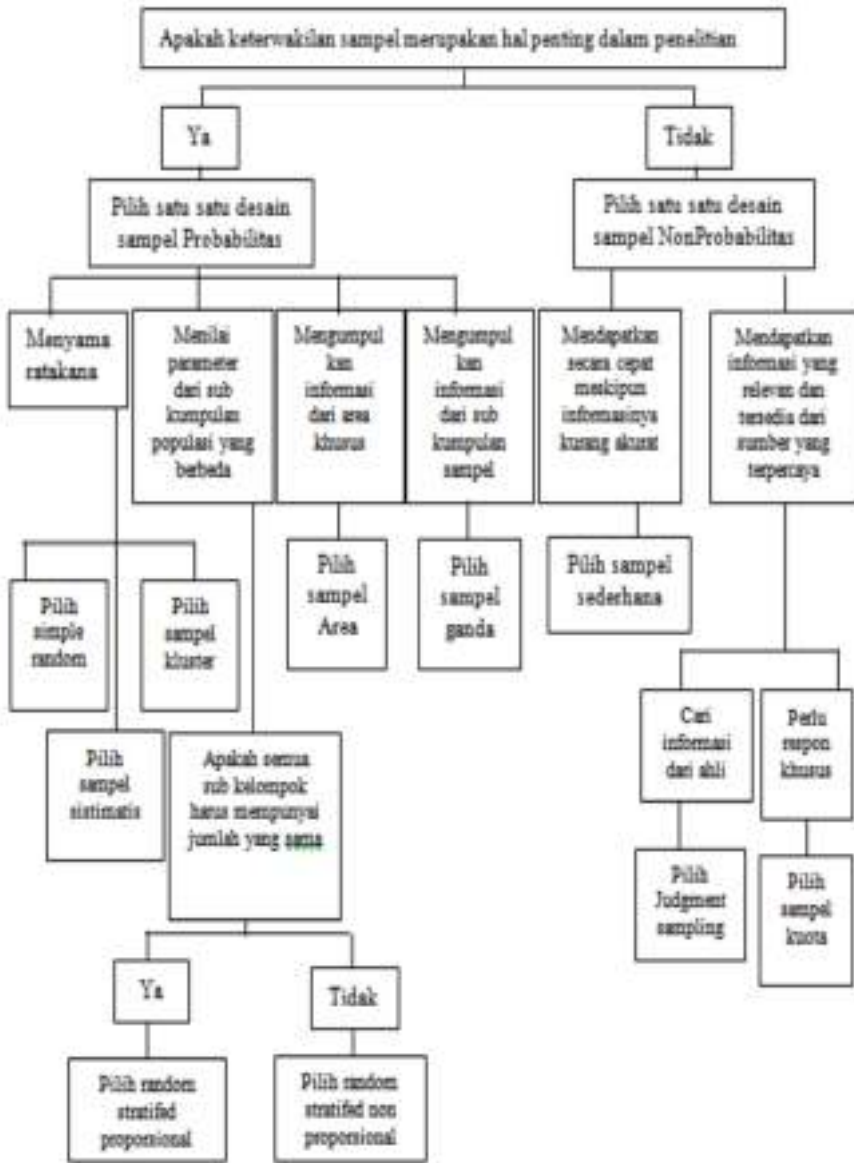 Apakah keterwakilan sampel merupakan hal penting dalam penelitian
Ya
Tidak
Pilih satu satu desain
sampel Probabilitas
Pilih satu satu desain
sampel NonProbabilitas
Menyama
ratakana
Menilai
parameter
dari sub
kumpulan
populasi yang
berbeda
Mengumpul
kan
informasi
dari area
khusus
Mengumpul
kan
informasi
dari sub
kumpulan
sampel
Mendapatkan
secara cepat
meskipun
informasinya
kurang akurat
Mendapatkan
informasi yang
relevan dan
tersedia dari
sumber yang
terpercaya
Pilih
simple
random
Pilih
sampel
kluster
Pilih
sampel
Area
Pilih
sampel
ganda
Pilih sampel
sederhana
Pilih
sampel
sistimatis
Apakah semua
sub kelompok
harus mempunyai
jumlah yang sama
Cari
informasi
dari ahli
Perlu
respon
khusus
Pilih
Judgment
sampling
Pilih
sampel
kuota
Ya
Tidak
Pilih random
stratifed
proporsional
Pilih random
stratifed non
proporsional